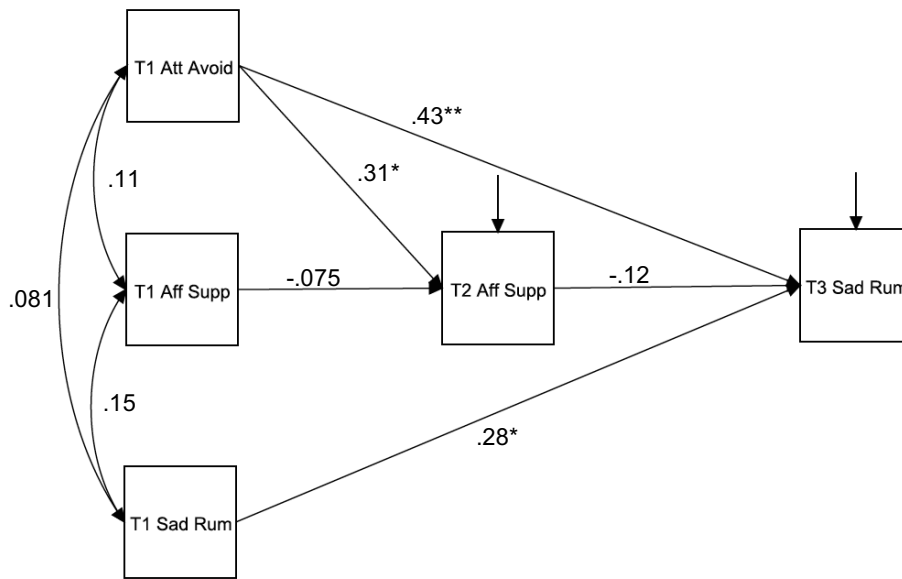 T1 Att Avoid
.43**
.31*
.11
T1 Aff Supp
-.075
T2 Aff Supp
-.12
T3 Sad Rum
.081
.15
.28*
T1 Sad Rum